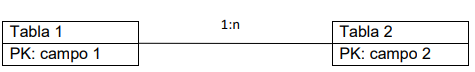 1:n
Tabla 1
PK: campo 1
Tabla 2
PK: campo 2